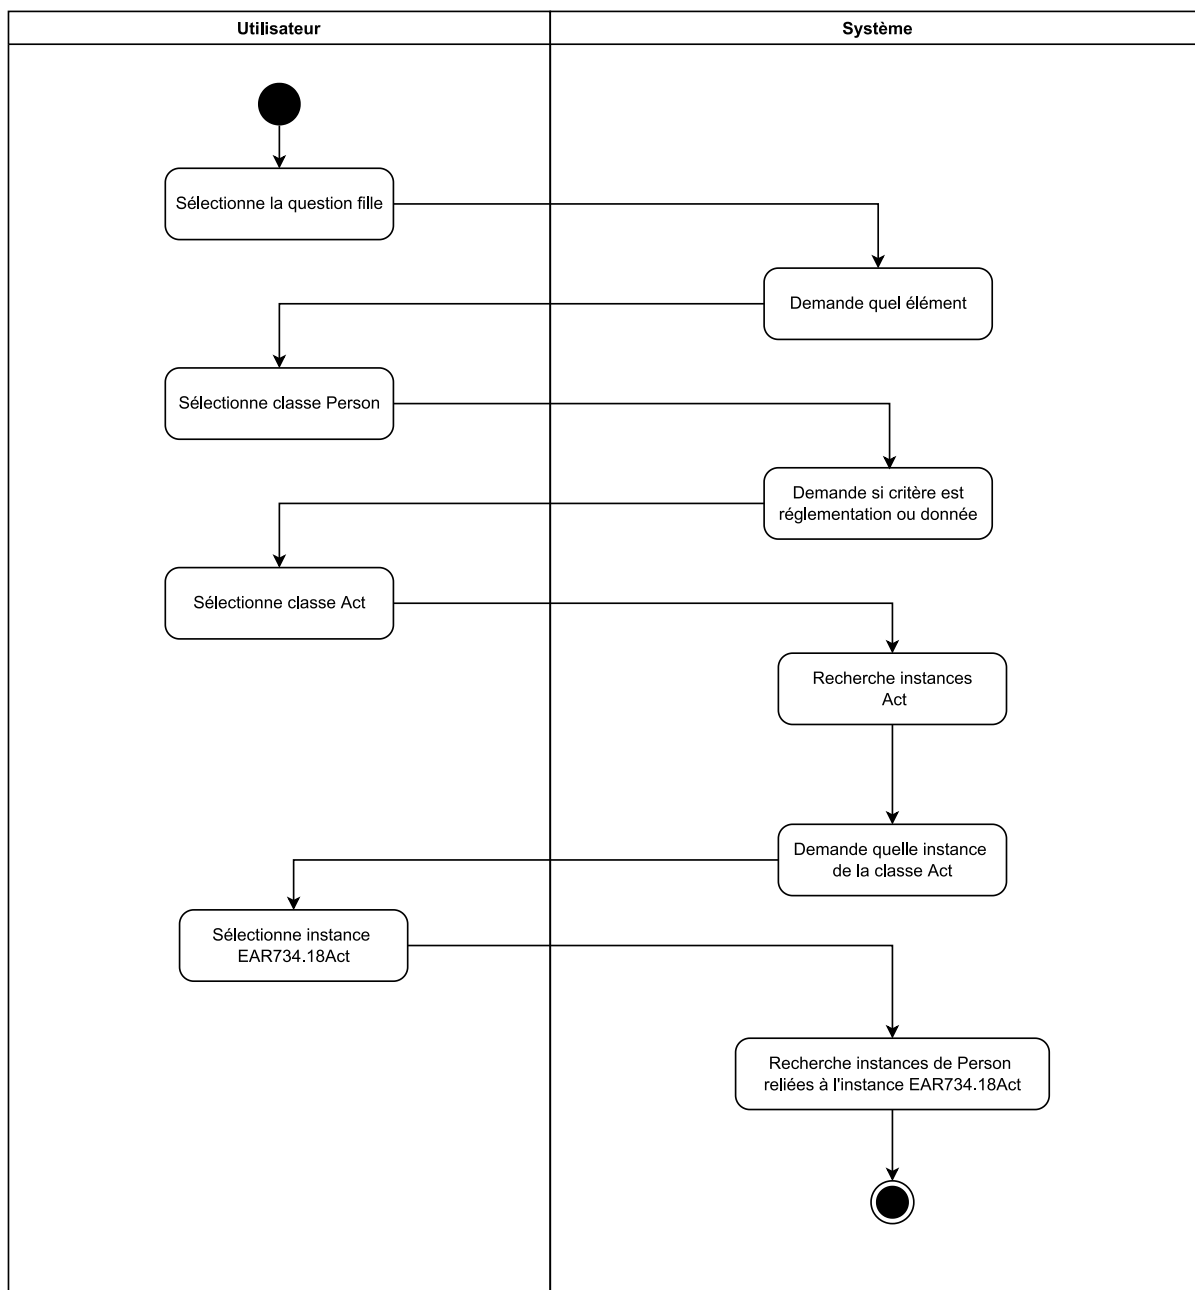 Utilisateur
Système
Sélectionne la question fille
Demande quel élément
Sélectionne classe Person
Demande si critère est
réglementation ou donnée
Sélectionne classe Act
Recherche instances
Act
Demande quelle instance
de la classe Act
Sélectionne instance
EAR734.18Act
Recherche instances de Person
reliées à l'instance EAR734.18Act